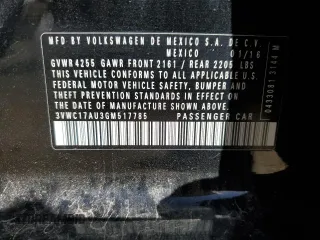 MFD BY VOLKSWAGEN DE MEXICO S.A. DE C.V.
MEXICO 01/16
GVWR 4255 GAWR FRONT 2161 / REAR 2205 LBS
THIS VEHICLE CONFORMS TO ALL APPLICABLE U.S.
FEDERAL MOTOR VEHICLE SAFETY, BUMPER AND
THEFT PREVENTION STANDARDS IN EFFECT ON THE
DATE OF MANUFACTURE SHOWN ABOVE.
3VWC17AU3GM517785 PASSENGER CAR